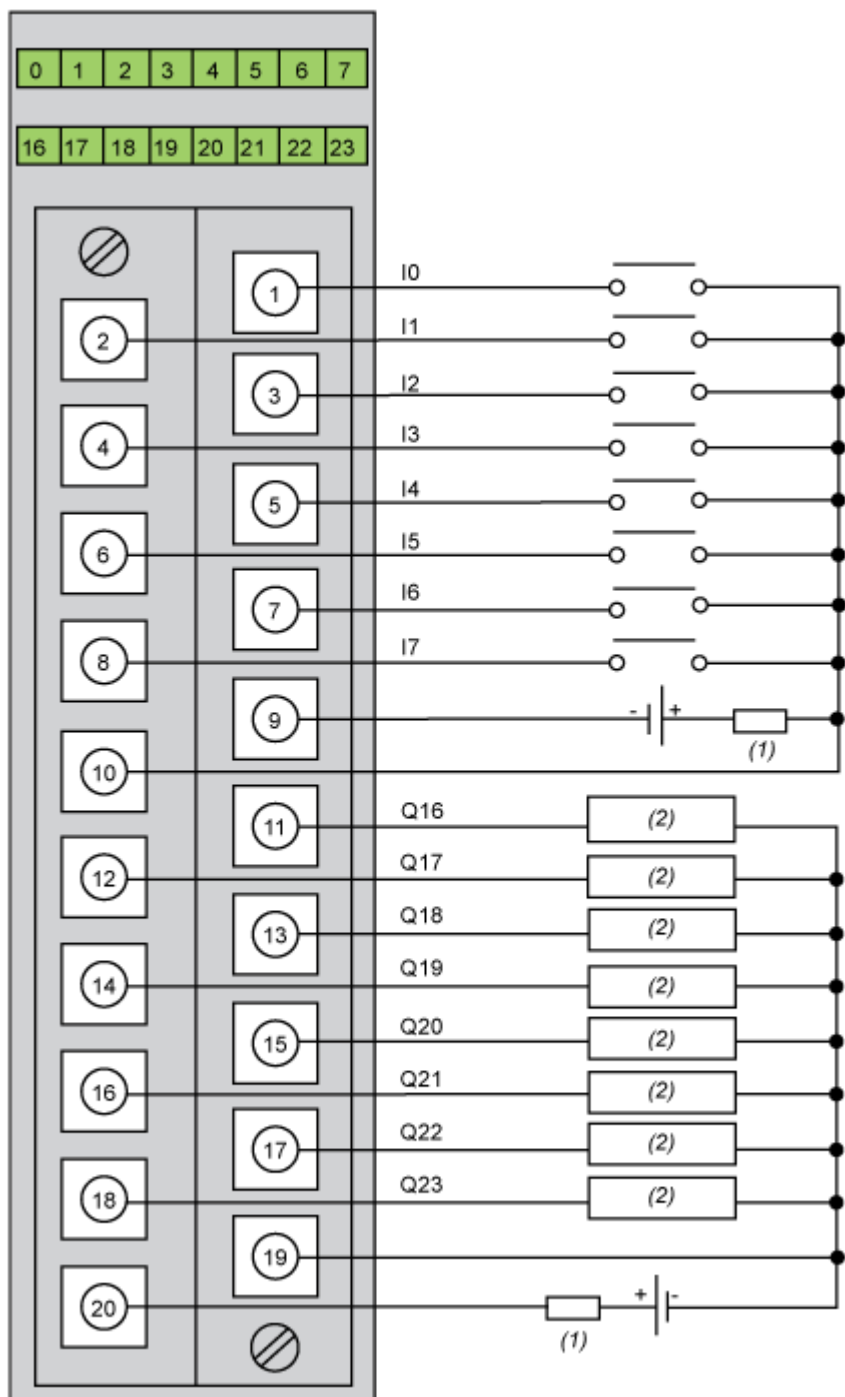 0 1 2 3 4 5 6 7
16 17 18 19 20 21 22 23
1 I0
2 I1
3 I2
4 I3
5 I4
6 I5
7 I6
8 I7
9 - +
(1)
10
11 Q16 (2)
12 Q17 (2)
13 Q18 (2)
14 Q19 (2)
15 Q20 (2)
16 Q21 (2)
17 Q22 (2)
18 Q23 (2)
19
20 + -
(1)